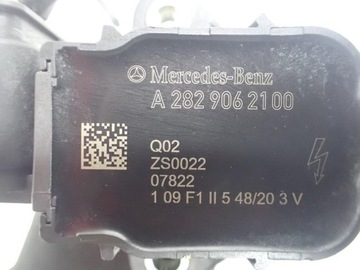 Mercedes-Benz
A 282 906 21 00
Q02
ZS0022
07822
1 09 F1 II 5 48/20 3 V